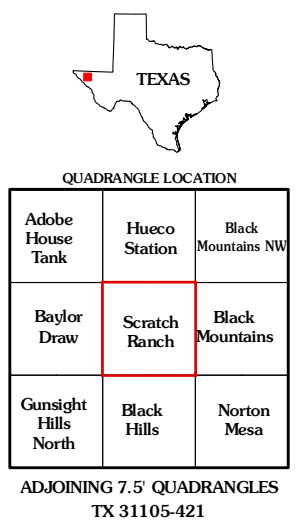 TEXAS
QUADRANGLE LOCATION
Adobe
House
Tank
Hueco
Station
Black
Mountains NW
Baylor
Draw
Scratch
Ranch
Black
Mountains
Gunsight
Hills
North
Black
Hills
Norton
Mesa
ADJOINING 7.5' QUADRANGLES
TX 31105-421